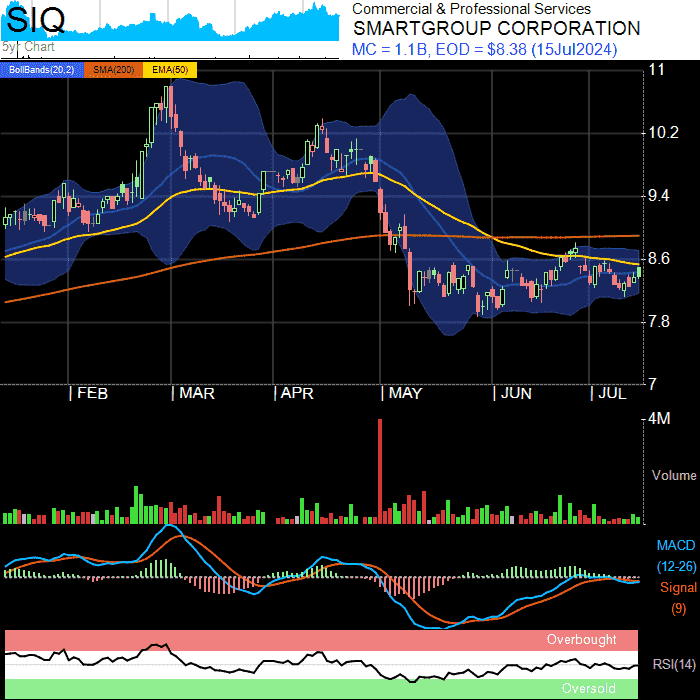 SIQ
5yr Chart
Commercial & Professional Services
SMARTGROUP CORPORATION
MC = 1.1B, EOD = $8.38 (15Jul2024)
BollBands(20,2) SMA(200) EMA(50)
11
10.2
9.4
8.6
7.8
7
FEB MAR APR MAY JUN JUL
4M
Volume
MACD
(12-26)
Signal
(9)
Overbought
RSI(14)
Oversold